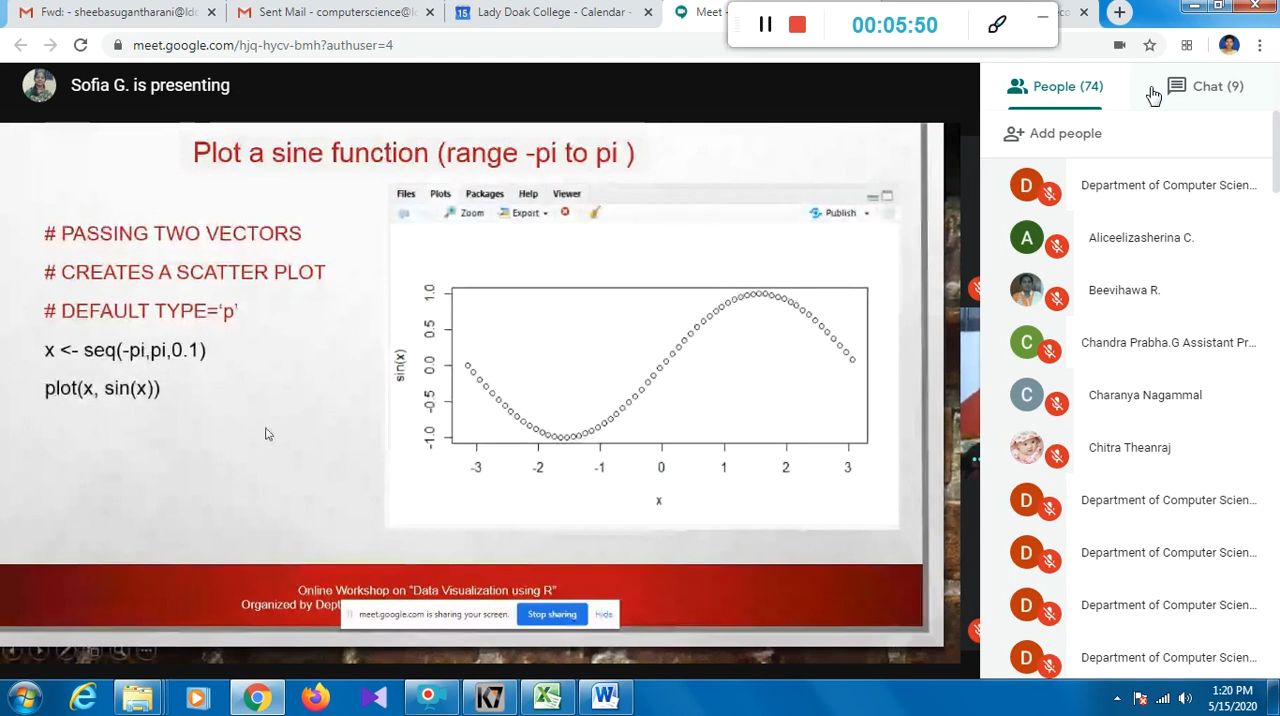 Fwd: - sheebasugantharani@ldc
Sent Mail - computerscience@l
Lady Doak College - Calendar -
Meet -
00:05:50
meet.google.com/hjq-hycv-bmh?authuser=4
Sofia G. is presenting
People (74)
Chat (9)
Add people
Plot a sine function (range -pi to pi )
# PASSING TWO VECTORS
# CREATES A SCATTER PLOT
# DEFAULT TYPE='p'
x <- seq(-pi,pi,0.1)
plot(x, sin(x))
Files Plots Packages Help Viewer
Zoom Export Publish
1.0
0.5
0.0
-0.5
-1.0
sin(x)
-3 -2 -1 0 1 2 3
x
Online Workshop on "Data Visualization using R"
Organized by Dept
meet.google.com is sharing your screen. Stop sharing Hide
D Department of Computer Scien...
A Aliceelizasherina C.
Beevihawa R.
C Chandra Prabha.G Assistant Pr...
C Charanya Nagammal
Chitra Theanraj
D Department of Computer Scien...
D Department of Computer Scien...
D Department of Computer Scien...
D Department of Computer Scien...
1:20 PM
5/15/2020